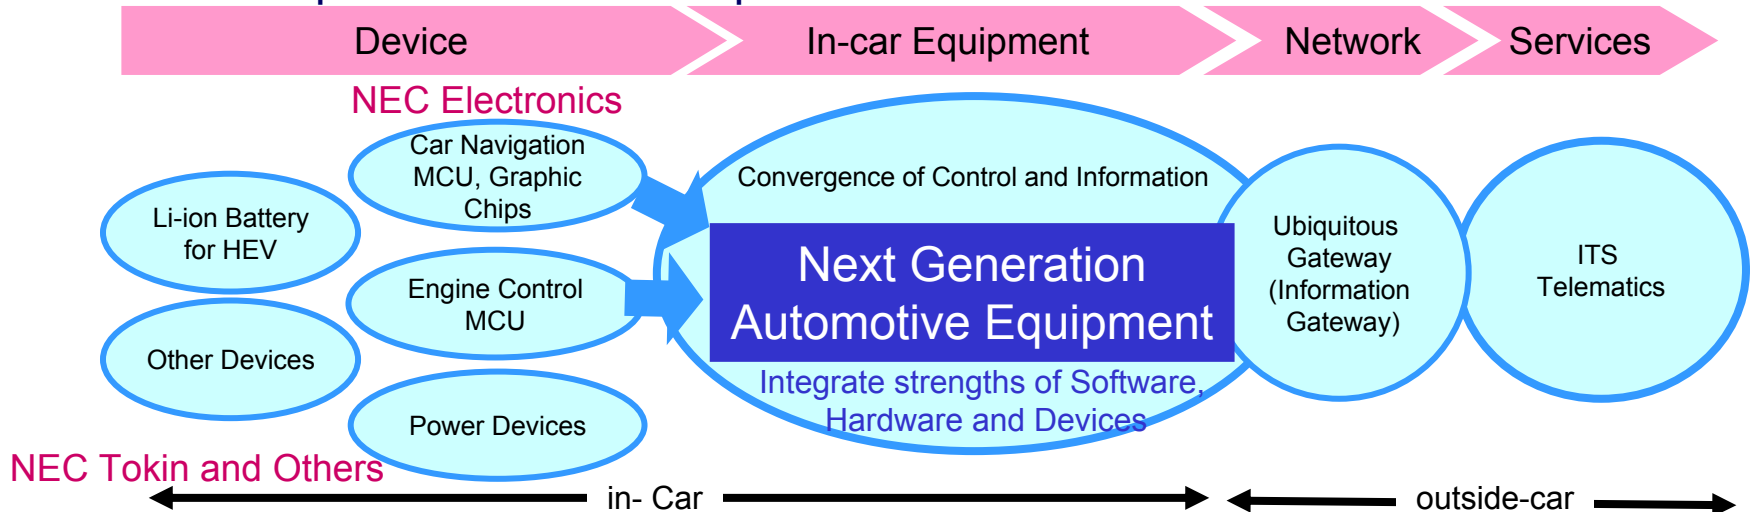 Device
In-car Equipment
Network
Services
NEC Electronics
Car Navigation
MCU, Graphic
Chips
Li-ion Battery
for HEV
Engine Control
MCU
Other Devices
Power Devices
NEC Tokin and Others
Convergence of Control and Information
Next Generation
Automotive Equipment
Integrate strengths of Software,
Hardware and Devices
Ubiquitous
Gateway
(Information
Gateway)
ITS
Telematics
in- Car
outside-car